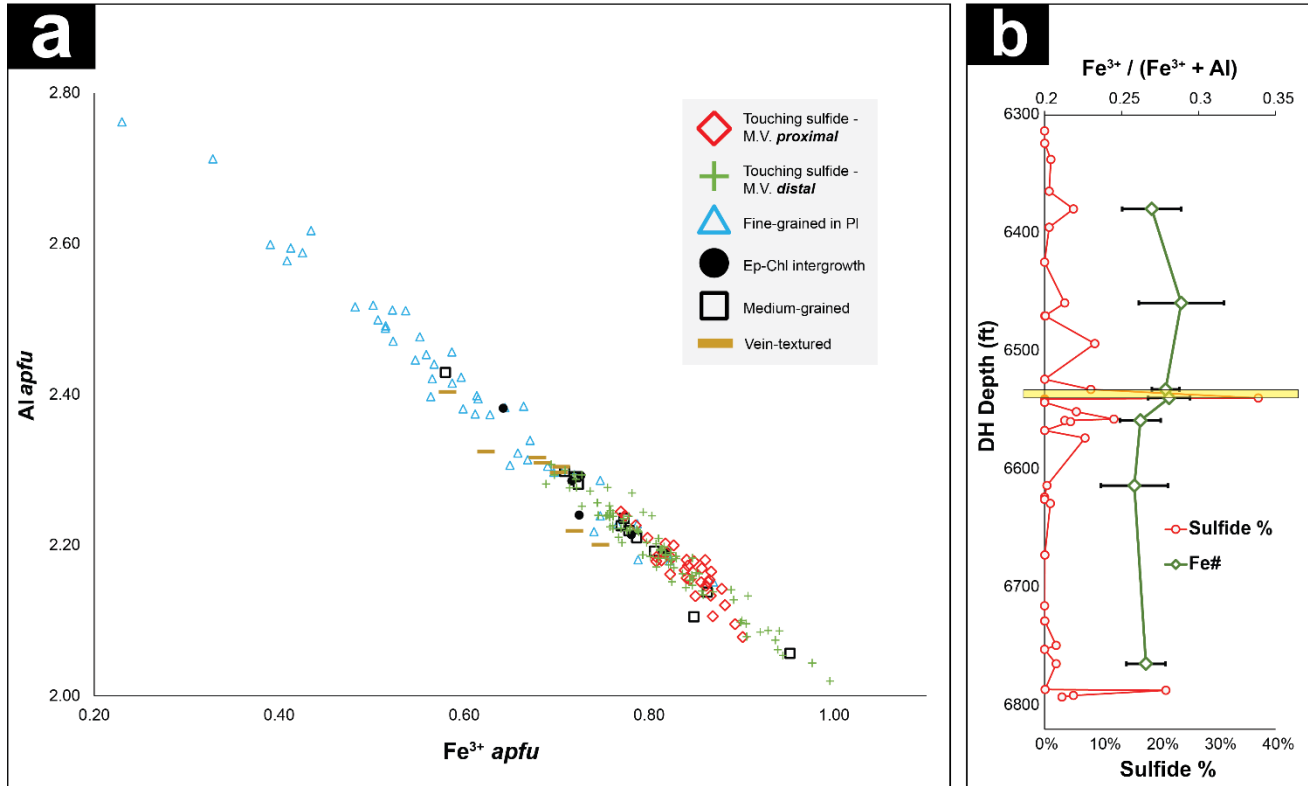 a
2.80
2.60
2.40
2.20
2.00
Al apfu
0.20
0.40
0.60
0.80
1.00
Fe³⁺ apfu
Touching sulfide -
M.V. proximal
Touching sulfide -
M.V. distal
Fine-grained in Pl
Ep-Chl intergrowth
Medium-grained
Vein-textured
b
Fe³⁺ / (Fe³⁺ + Al)
0.2
0.25
0.3
0.35
6300
6400
6500
6600
6700
6800
DH Depth (ft)
Sulfide %
Fe#
0%
10%
20%
30%
40%
Sulfide %